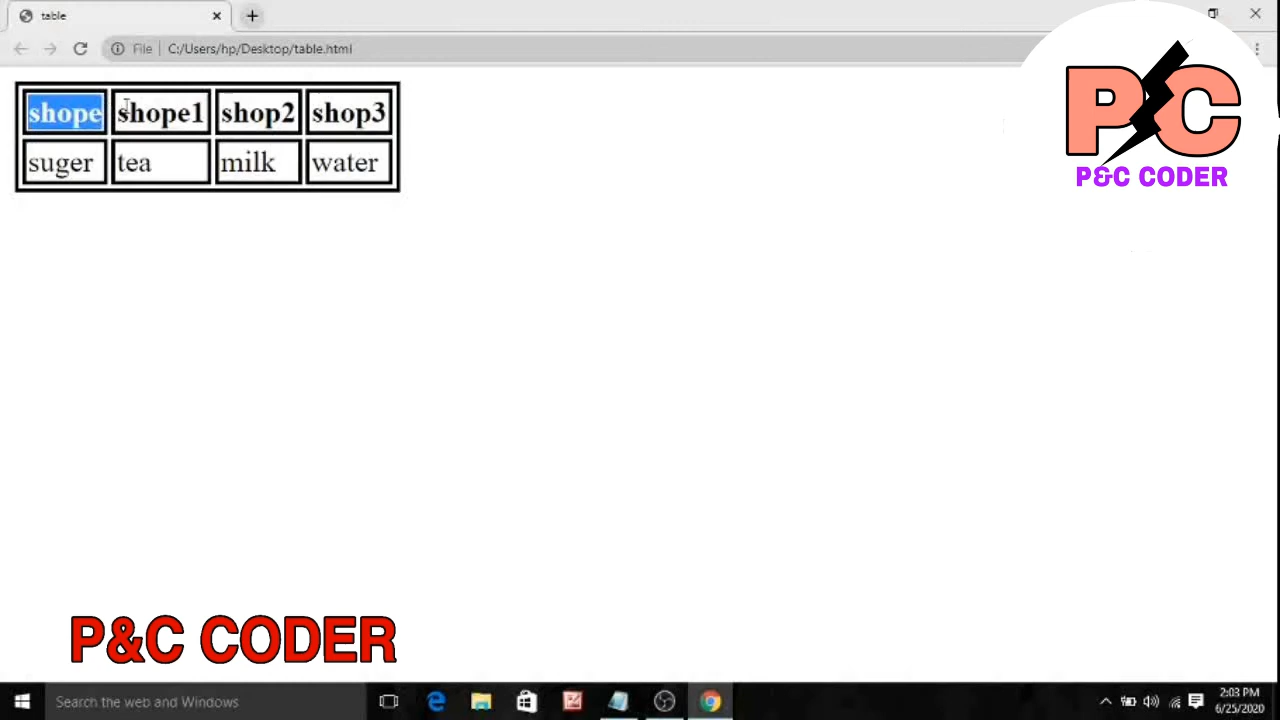 table
File C:/Users/hp/Desktop/table.html
shope shope1 shop2 shop3
suger tea milk water
PC
P&C CODER
P&C CODER
Search the web and Windows
2:03 PM
6/25/2020